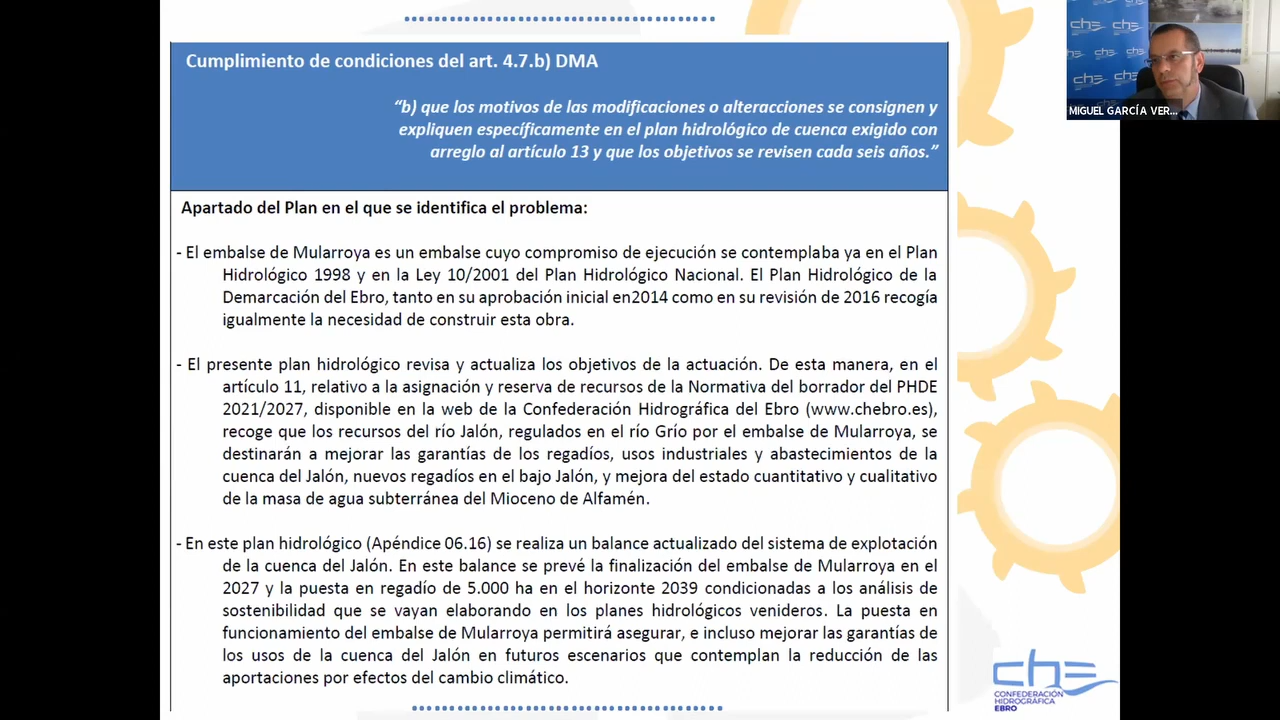 Cumplimiento de condiciones del art. 4.7.b) DMA
“b) que los motivos de las modificaciones o alteracciones se consignen y
expliquen específicamente en el plan hidrológico de cuenca exigido con
arreglo al artículo 13 y que los objetivos se revisen cada seis años.”
Apartado del Plan en el que se identifica el problema:
- El embalse de Mularroya es un embalse cuyo compromiso de ejecución se contemplaba ya en el Plan
Hidrológico 1998 y en la Ley 10/2001 del Plan Hidrológico Nacional. El Plan Hidrológico de la
Demarcación del Ebro, tanto en su aprobación inicial en2014 como en su revisión de 2016 recogía
igualmente la necesidad de construir esta obra.
- El presente plan hidrológico revisa y actualiza los objetivos de la actuación. De esta manera, en el
artículo 11, relativo a la asignación y reserva de recursos de la Normativa del borrador del PHDE
2021/2027, disponible en la web de la Confederación Hidrográfica del Ebro (www.chebro.es),
recoge que los recursos del río Jalón, regulados en el río Grío por el embalse de Mularroya, se
destinarán a mejorar las garantías de los regadíos, usos industriales y abastecimientos de la
cuenca del Jalón, nuevos regadíos en el bajo Jalón, y mejora del estado cuantitativo y cualitativo
de la masa de agua subterránea del Mioceno de Alfamén.
- En este plan hidrológico (Apéndice 06.16) se realiza un balance actualizado del sistema de explotación
de la cuenca del Jalón. En este balance se prevé la finalización del embalse de Mularroya en el
2027 y la puesta en regadío de 5.000 ha en el horizonte 2039 condicionadas a los análisis de
sostenibilidad que se vayan elaborando en los planes hidrológicos venideros. La puesta en
funcionamiento del embalse de Mularroya permitirá asegurar, e incluso mejorar las garantías de
los usos de la cuenca del Jalón en futuros escenarios que contemplan la reducción de las
aportaciones por efectos del cambio climático.
che
che
che
che
MIGUEL GARCÍA VER...
che
CONFEDERACIÓN
HIDROGRÁFICA
EBRO